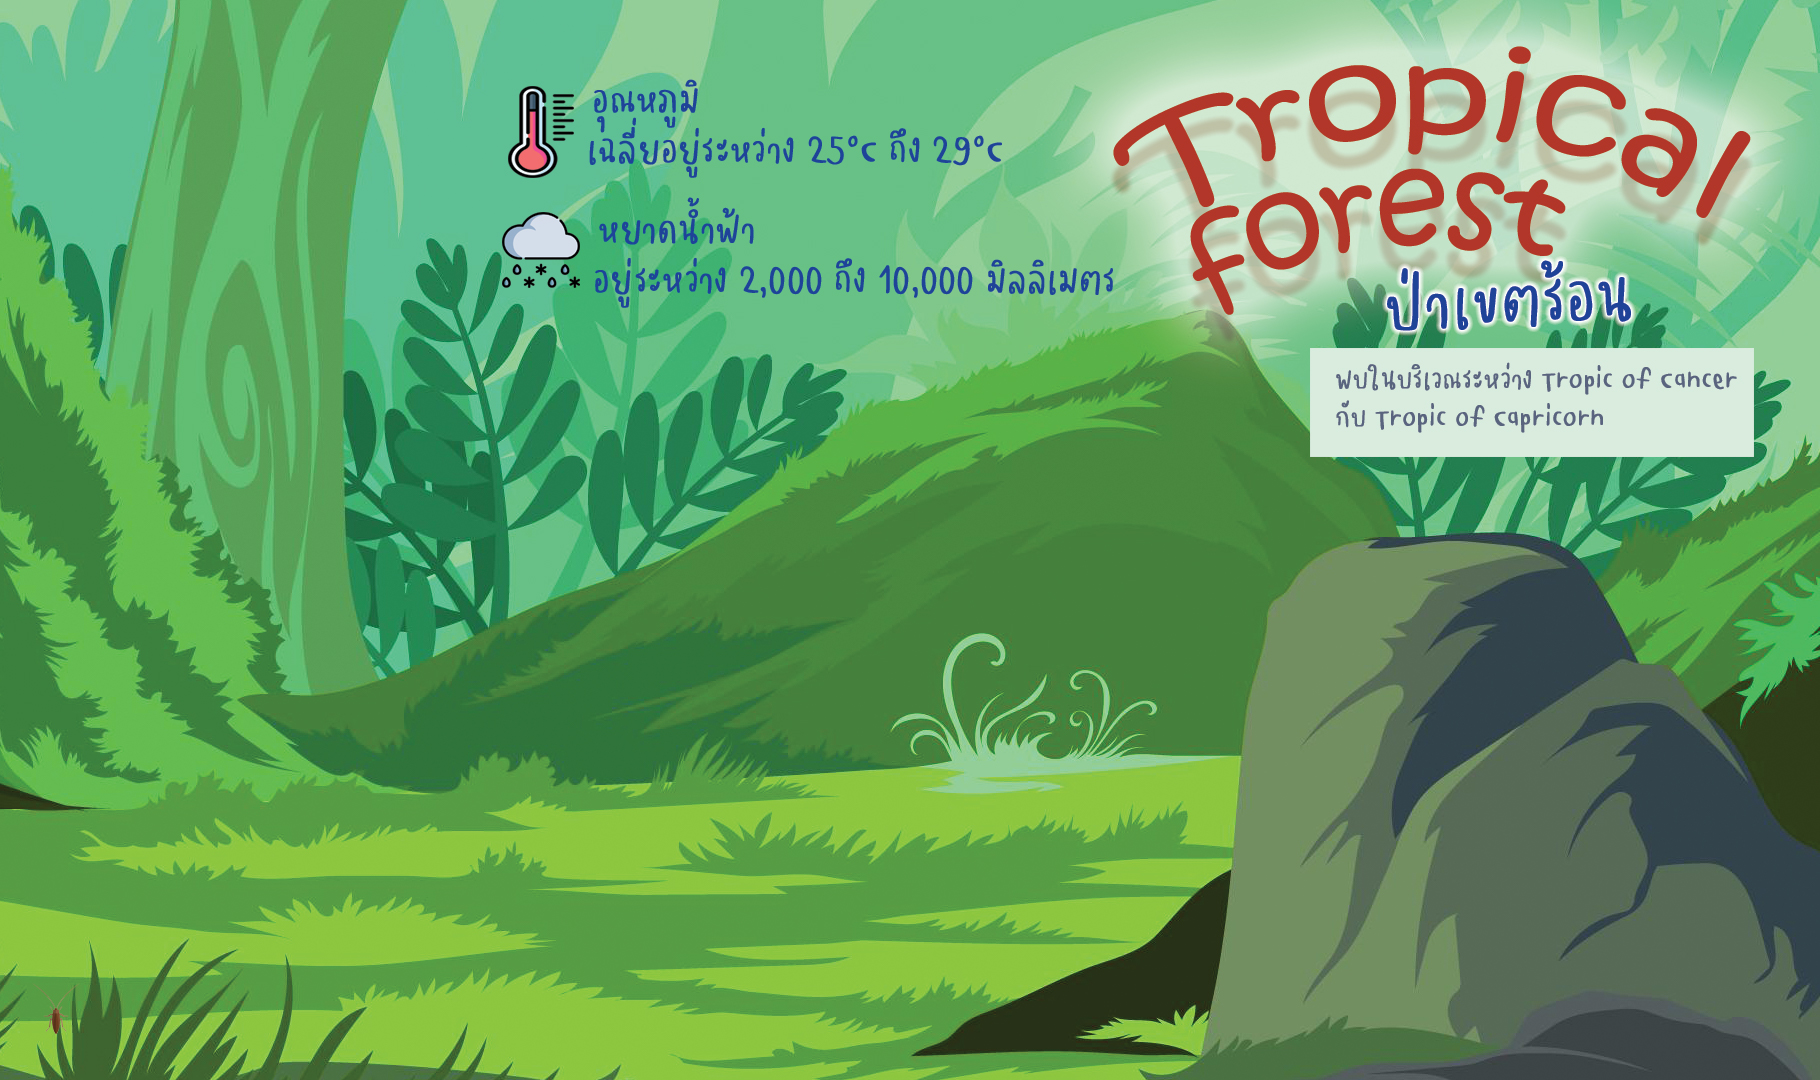 Tropical
forest
ป่าเขตร้อน
พบในบริเวณระหว่าง Tropic of Cancer
กับ Tropic of Capricorn
อุณหภูมิ
เฉลี่ยอยู่ระหว่าง 25°C ถึง 29°C
หยาดน้ำฟ้า
อยู่ระหว่าง 2,000 ถึง 10,000 มิลลิเมตร